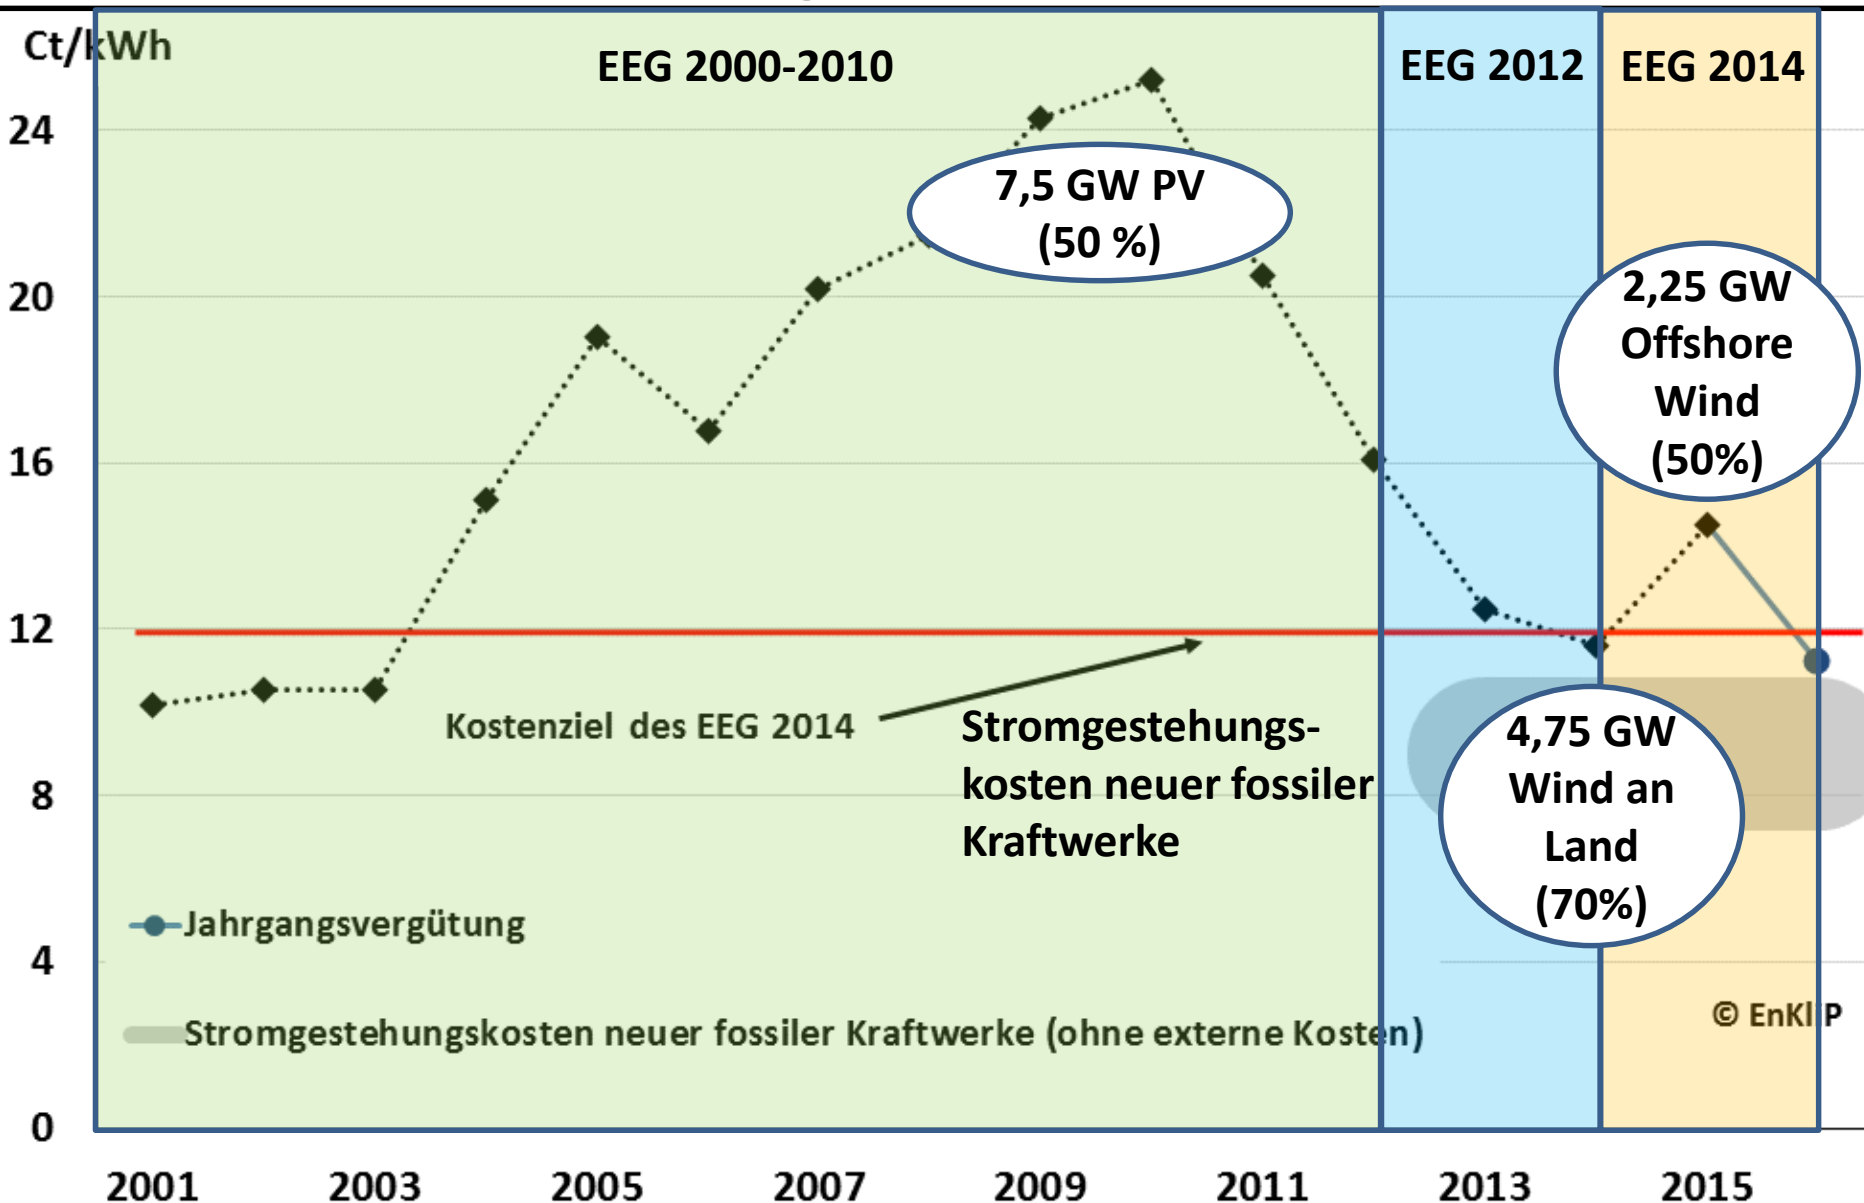 Ct/kWh
EEG 2000-2010
EEG 2012
EEG 2014
24
20
16
12
8
4
0
7,5 GW PV
(50 %)
2,25 GW
Offshore
Wind
(50%)
Kostenziel des EEG 2014
Stromgestehungs-
kosten neuer fossiler
Kraftwerke
4,75 GW
Wind an
Land
(70%)
Jahrgangsvergütung
Stromgestehungskosten neuer fossiler Kraftwerke (ohne externe Kosten)
© EnKliP
2001
2003
2005
2007
2009
2011
2013
2015